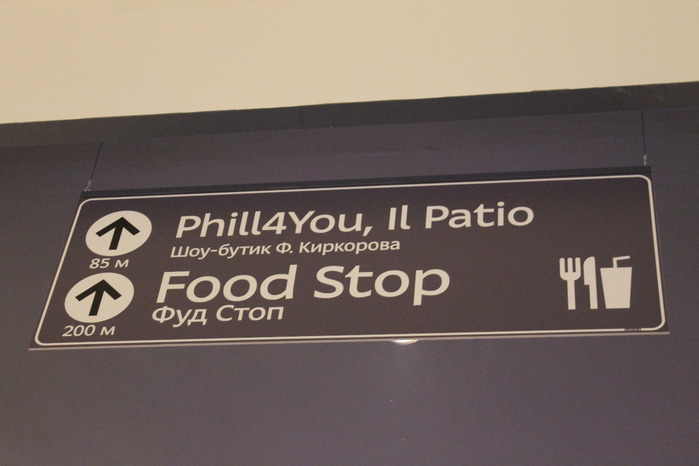 Phill4You, Il Patio
Шоу-бутик Ф. Киркорова
85 м
Food Stop
Фуд Стоп
200 м